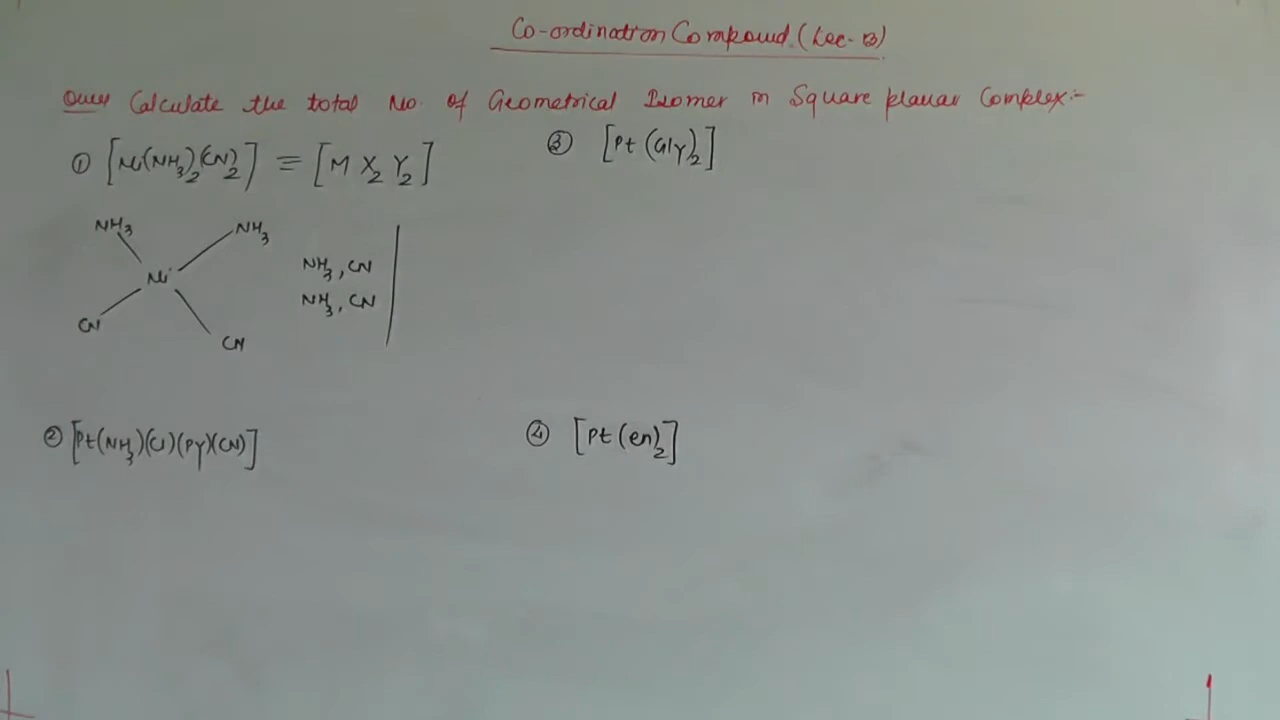 Co-ordination Compound. (Lec-13)
Ques Calculate the total No. of Geometrical Isomer in Square planar Complex:-
① [Ni(NH₃)₂(CN)₂] ≡ [M X₂ Y₂]
NH₃ NH₃
Ni
CN CN
NH₃, CN
NH₃, CN
② [Pt(NH₃)(Cl)(Py)(CN)]
③ [Pt(Gly)₂]
④ [Pt(en)₂]